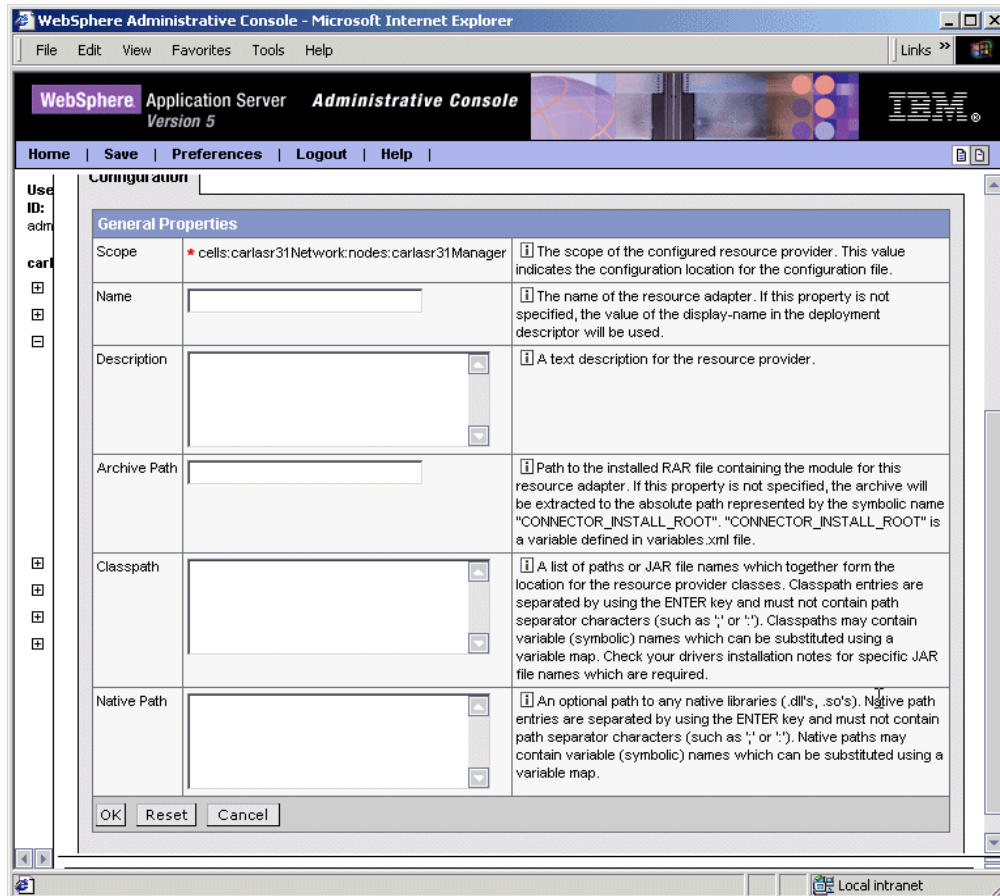 WebSphere Administrative Console - Microsoft Internet Explorer
File Edit View Favorites Tools Help Links »
WebSphere Application Server Administrative Console
Version 5
IBM®
Home | Save | Preferences | Logout | Help |
Configuration
Use
ID:
adm
carl
General Properties
Scope
* cells:carlasr31Network:nodes:carlasr31Manager
i The scope of the configured resource provider. This value
indicates the configuration location for the configuration file.
Name
i The name of the resource adapter. If this property is not
specified, the value of the display-name in the deployment
descriptor will be used.
Description
i A text description for the resource provider.
Archive Path
i Path to the installed RAR file containing the module for this
resource adapter. If this property is not specified, the archive will
be extracted to the absolute path represented by the symbolic name
"CONNECTOR_INSTALL_ROOT". "CONNECTOR_INSTALL_ROOT" is
a variable defined in variables.xml file.
Classpath
i A list of paths or JAR file names which together form the
location for the resource provider classes. Classpath entries are
separated by using the ENTER key and must not contain path
separator characters (such as ';' or ':'). Classpaths may contain
variable (symbolic) names which can be substituted using a
variable map. Check your drivers installation notes for specific JAR
file names which are required.
Native Path
i An optional path to any native libraries (.dll's, .so's). Native path
entries are separated by using the ENTER key and must not contain
path separator characters (such as ';' or ':'). Native paths may
contain variable (symbolic) names which can be substituted using a
variable map.
OK Reset Cancel
Local intranet